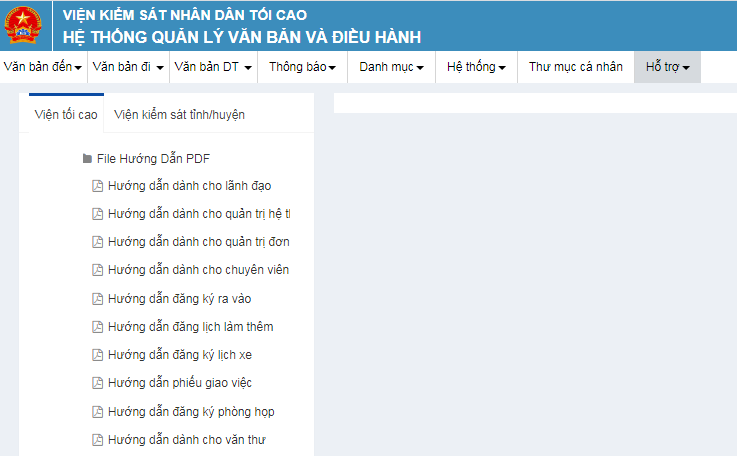 VIỆN KIỂM SÁT NHÂN DÂN TỐI CAO
HỆ THỐNG QUẢN LÝ VĂN BẢN VÀ ĐIỀU HÀNH
Văn bản đến Văn bản đi Văn bản DT Thông báo Danh mục Hệ thống Thư mục cá nhân Hỗ trợ
Viện tối cao Viện kiểm sát tỉnh/huyện
File Hướng Dẫn PDF
Hướng dẫn dành cho lãnh đạo
Hướng dẫn dành cho quản trị hệ
Hướng dẫn dành cho quản trị đơn
Hướng dẫn dành cho chuyên viên
Hướng dẫn đăng ký ra vào
Hướng dẫn đăng lịch làm thêm
Hướng dẫn đăng ký lịch xe
Hướng dẫn phiếu giao việc
Hướng dẫn đăng ký phòng họp
Hướng dẫn dành cho văn thư